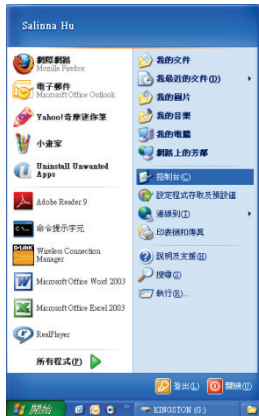 Salinna Hu
網際網路
Mozilla Firefox
電子郵件
Microsoft Office Outlook
Yahoo!奇摩迷你筆
小畫家
Uninstall Unwanted
Apps
Adobe Reader 9
命令提示字元
Wireless Connection
Manager
Microsoft Office Word 2003
Microsoft Office Excel 2003
RealPlayer
所有程式(P)
我的文件
我最近的文件(D)
我的圖片
我的音樂
我的電腦
網路上的芳鄰
控制台(C)
設定程式存取及預設值
連線到(T)
印表機和傳真
說明及支援(H)
搜尋(S)
執行(R)...
登出(L)
關機(U)
開始
KINGSTON (G:)